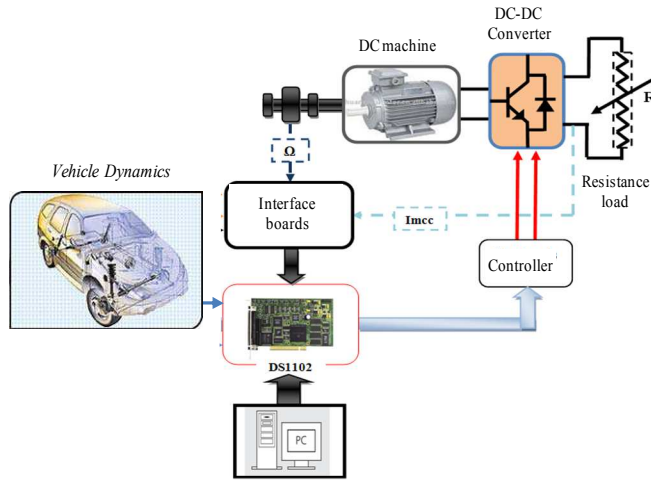 DC-DC
Converter
DC machine
R
Ω
Vehicle Dynamics
Interface
boards
Imcc
Resistance
load
Controller
DS1102
PC